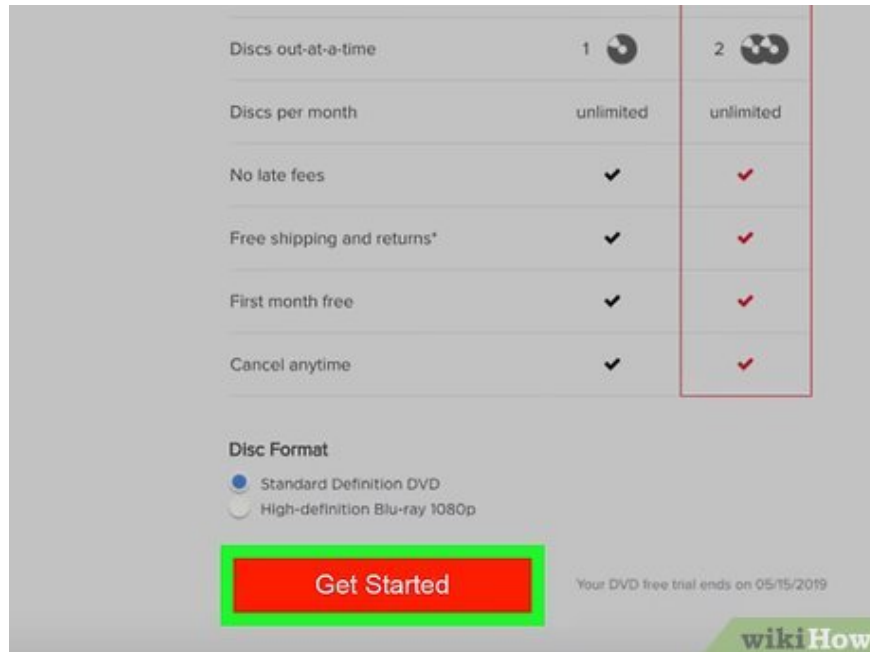 Discs out-at-a-time 1 2
Discs per month unlimited unlimited
No late fees
Free shipping and returns*
First month free
Cancel anytime
Disc Format
Standard Definition DVD
High-definition Blu-ray 1080p
Get Started
Your DVD free trial ends on 05/15/2019
wikiHow